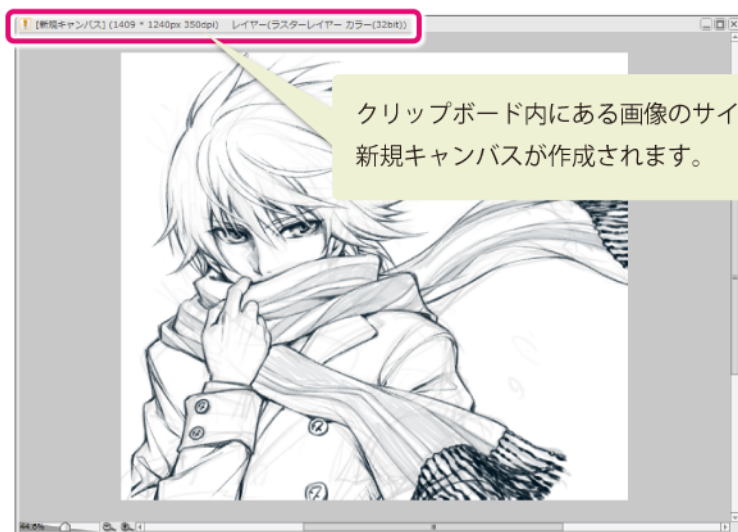 [新規キャンバス] (1409 * 1240px 350dpi) レイヤー(ラスターレイヤー カラー(32bit))
クリップボード内にある画像のサイ
新規キャンバスが作成されます。